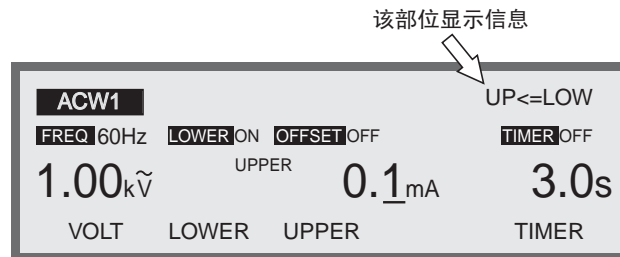 该部位显示信息
ACW1 UP<=LOW
FREQ 60Hz LOWER ON OFFSET OFF TIMER OFF
1.00kṼ UPPER 0.1mA 3.0s
VOLT LOWER UPPER TIMER